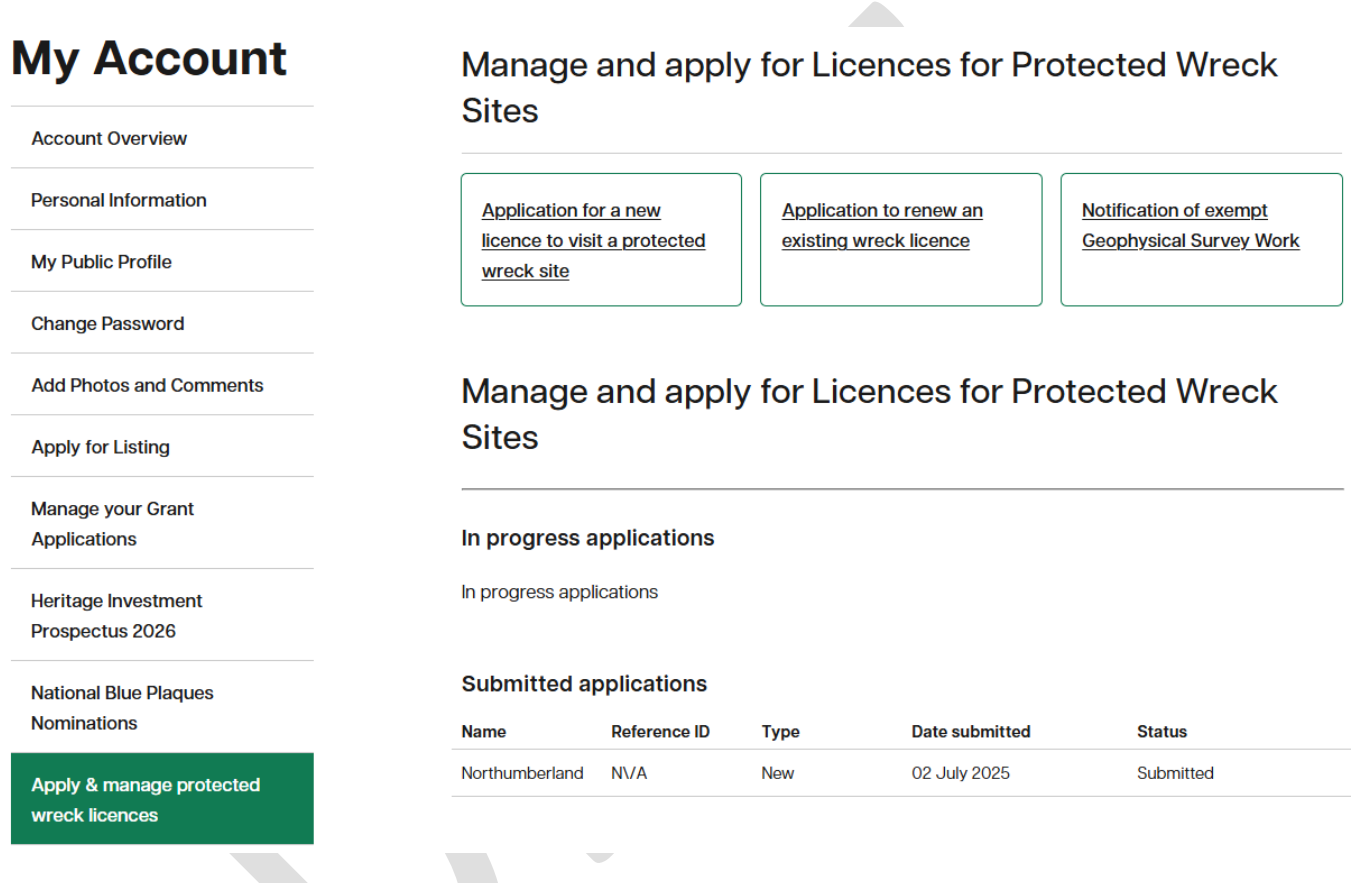 My Account
Account Overview
Personal Information
My Public Profile
Change Password
Add Photos and Comments
Apply for Listing
Manage your Grant
Applications
Heritage Investment
Prospectus 2026
National Blue Plaques
Nominations
Apply & manage protected
wreck licences
Manage and apply for Licences for Protected Wreck
Sites
Application for a new
licence to visit a protected
wreck site
Application to renew an
existing wreck licence
Notification of exempt
Geophysical Survey Work
Manage and apply for Licences for Protected Wreck
Sites
In progress applications
In progress applications
Submitted applications
Name Reference ID Type Date submitted Status
Northumberland N\/A New 02 July 2025 Submitted